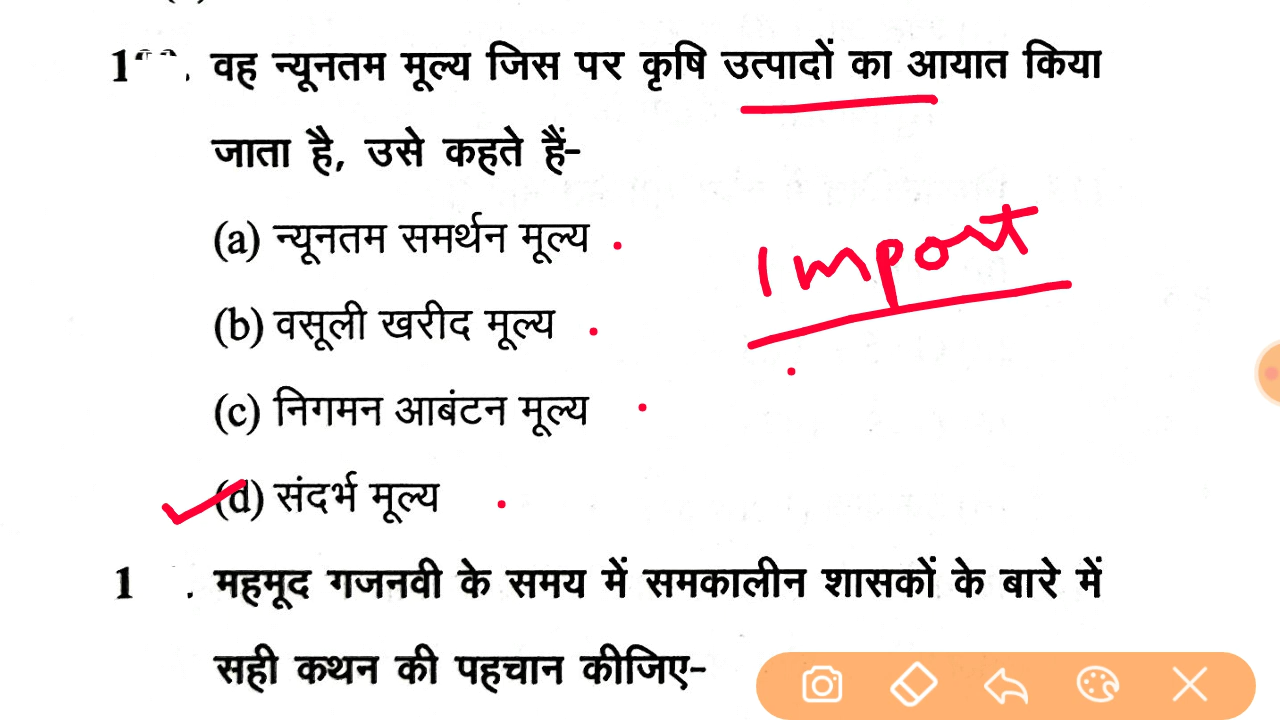 वह न्यूनतम मूल्य जिस पर कृषि उत्पादों का आयात किया
जाता है, उसे कहते हैं-
(a) न्यूनतम समर्थन मूल्य
(b) वसूली खरीद मूल्य
(c) निगमन आबंटन मूल्य
(d) संदर्भ मूल्य
Import
1 . महमूद गजनवी के समय में समकालीन शासकों के बारे में
सही कथन की पहचान कीजिए-